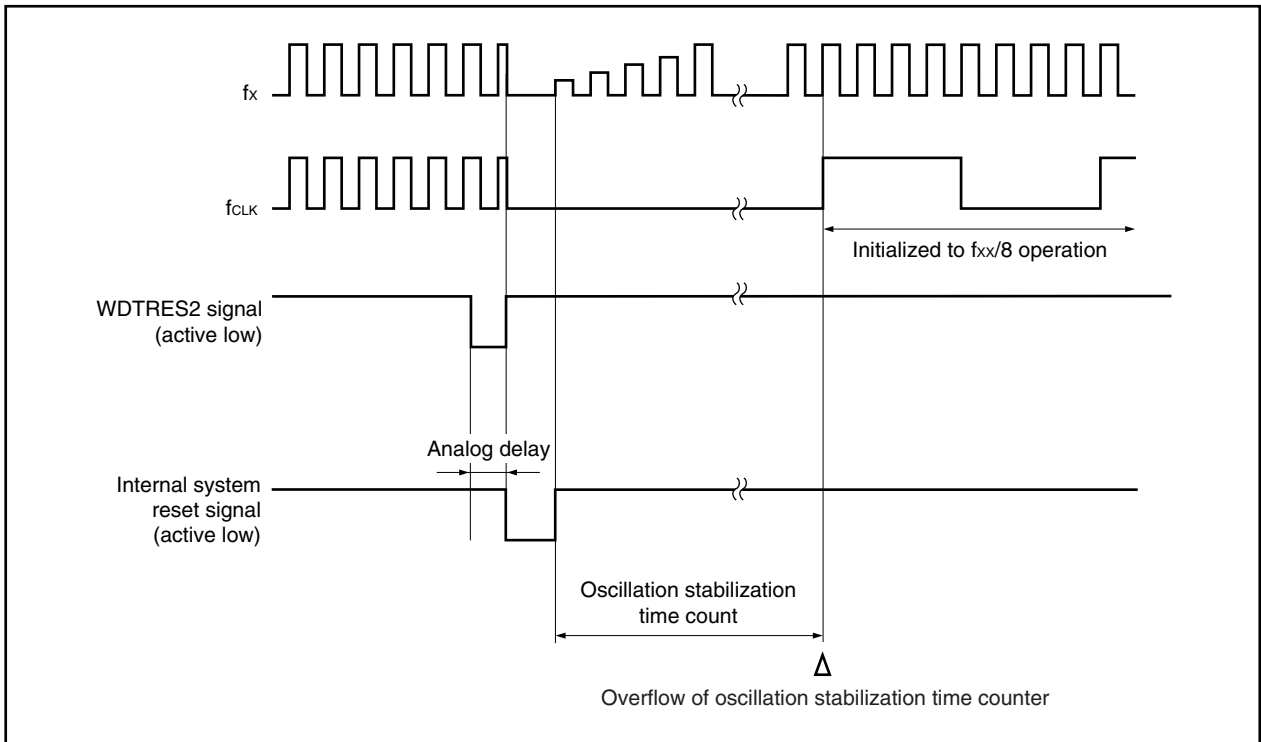 fX
fCLK
Initialized to fXX/8 operation
WDTRES2 signal
(active low)
Analog delay
Internal system
reset signal
(active low)
Oscillation stabilization
time count
Overflow of oscillation stabilization time counter